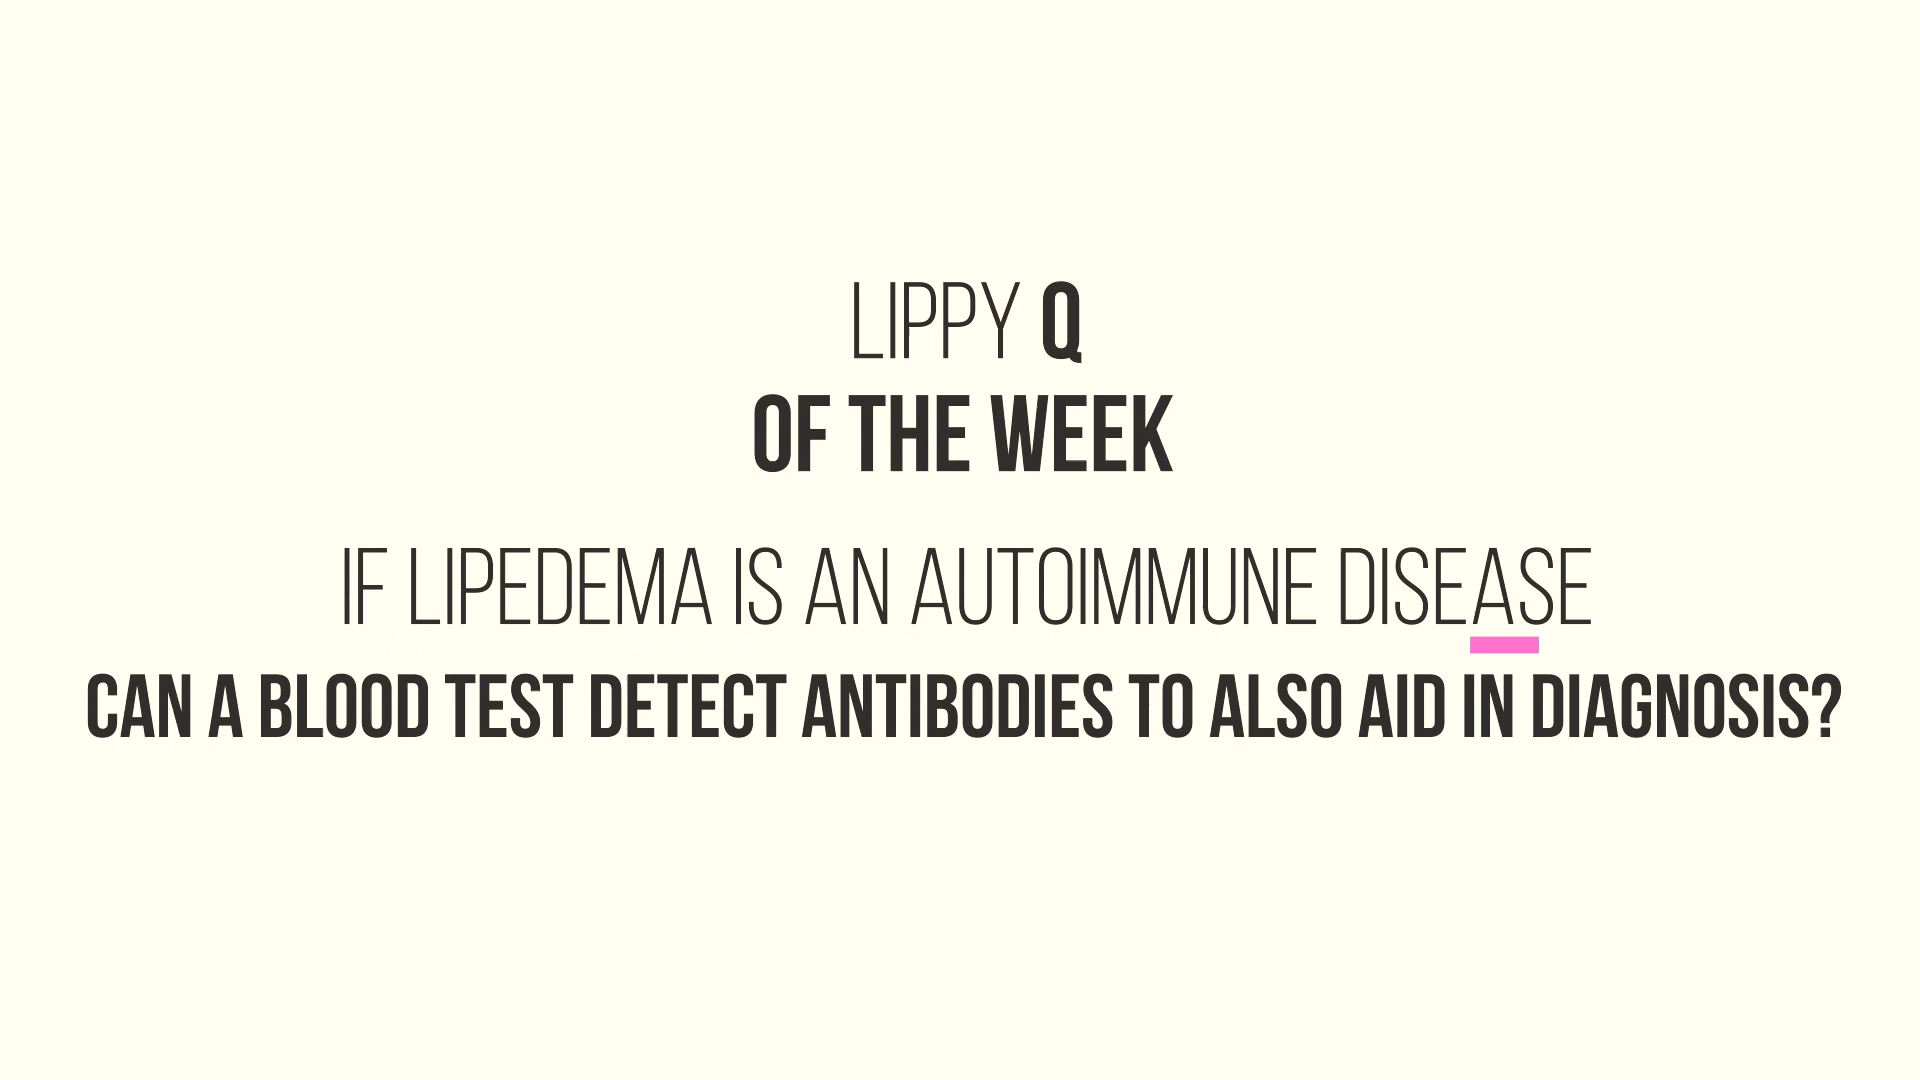 LIPPY Q
OF THE WEEK
IF LIPEDEMA IS AN AUTOIMMUNE DISEASE
CAN A BLOOD TEST DETECT ANTIBODIES TO ALSO AID IN DIAGNOSIS?